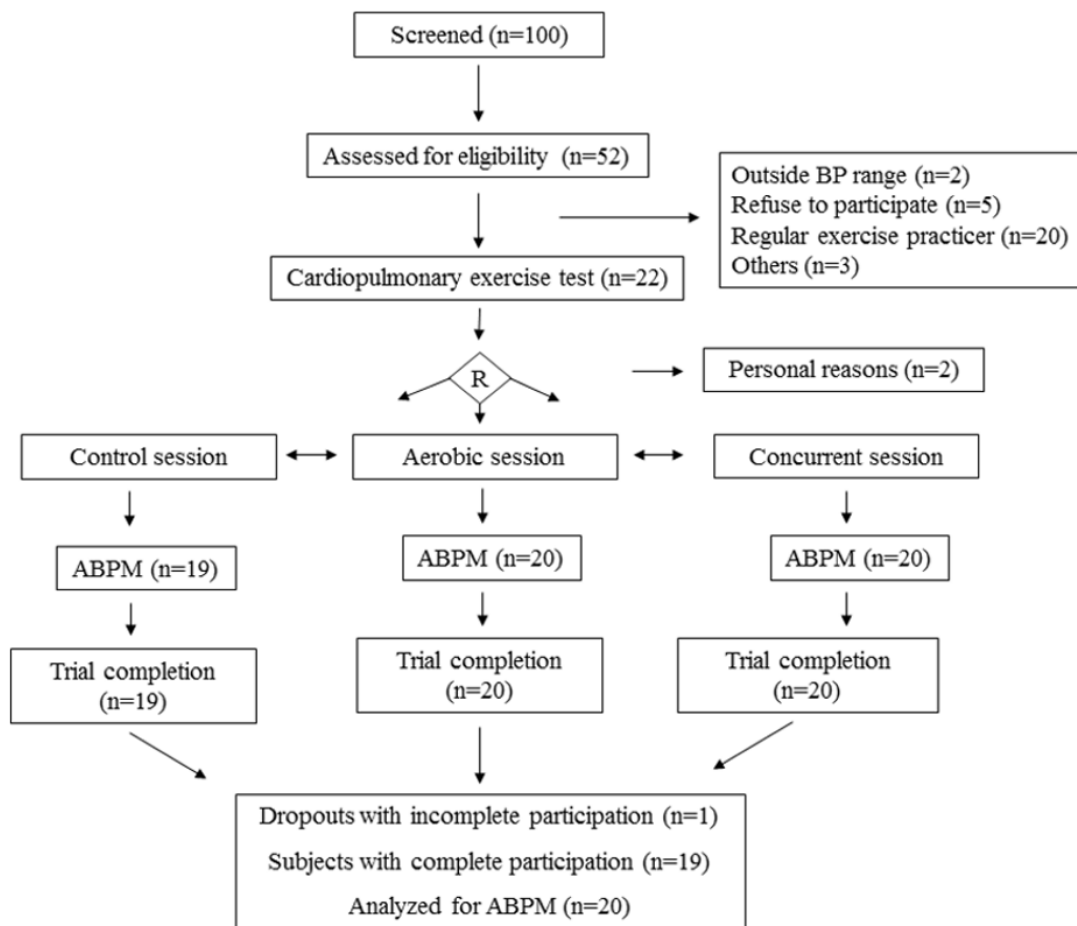 Screened (n=100)
Assessed for eligibility (n=52)
Outside BP range (n=2)
Refuse to participate (n=5)
Regular exercise practicer (n=20)
Others (n=3)
Cardiopulmonary exercise test (n=22)
R
Personal reasons (n=2)
Control session
Aerobic session
Concurrent session
ABPM (n=19)
ABPM (n=20)
ABPM (n=20)
Trial completion
(n=19)
Trial completion
(n=20)
Trial completion
(n=20)
Dropouts with incomplete participation (n=1)
Subjects with complete participation (n=19)
Analyzed for ABPM (n=20)